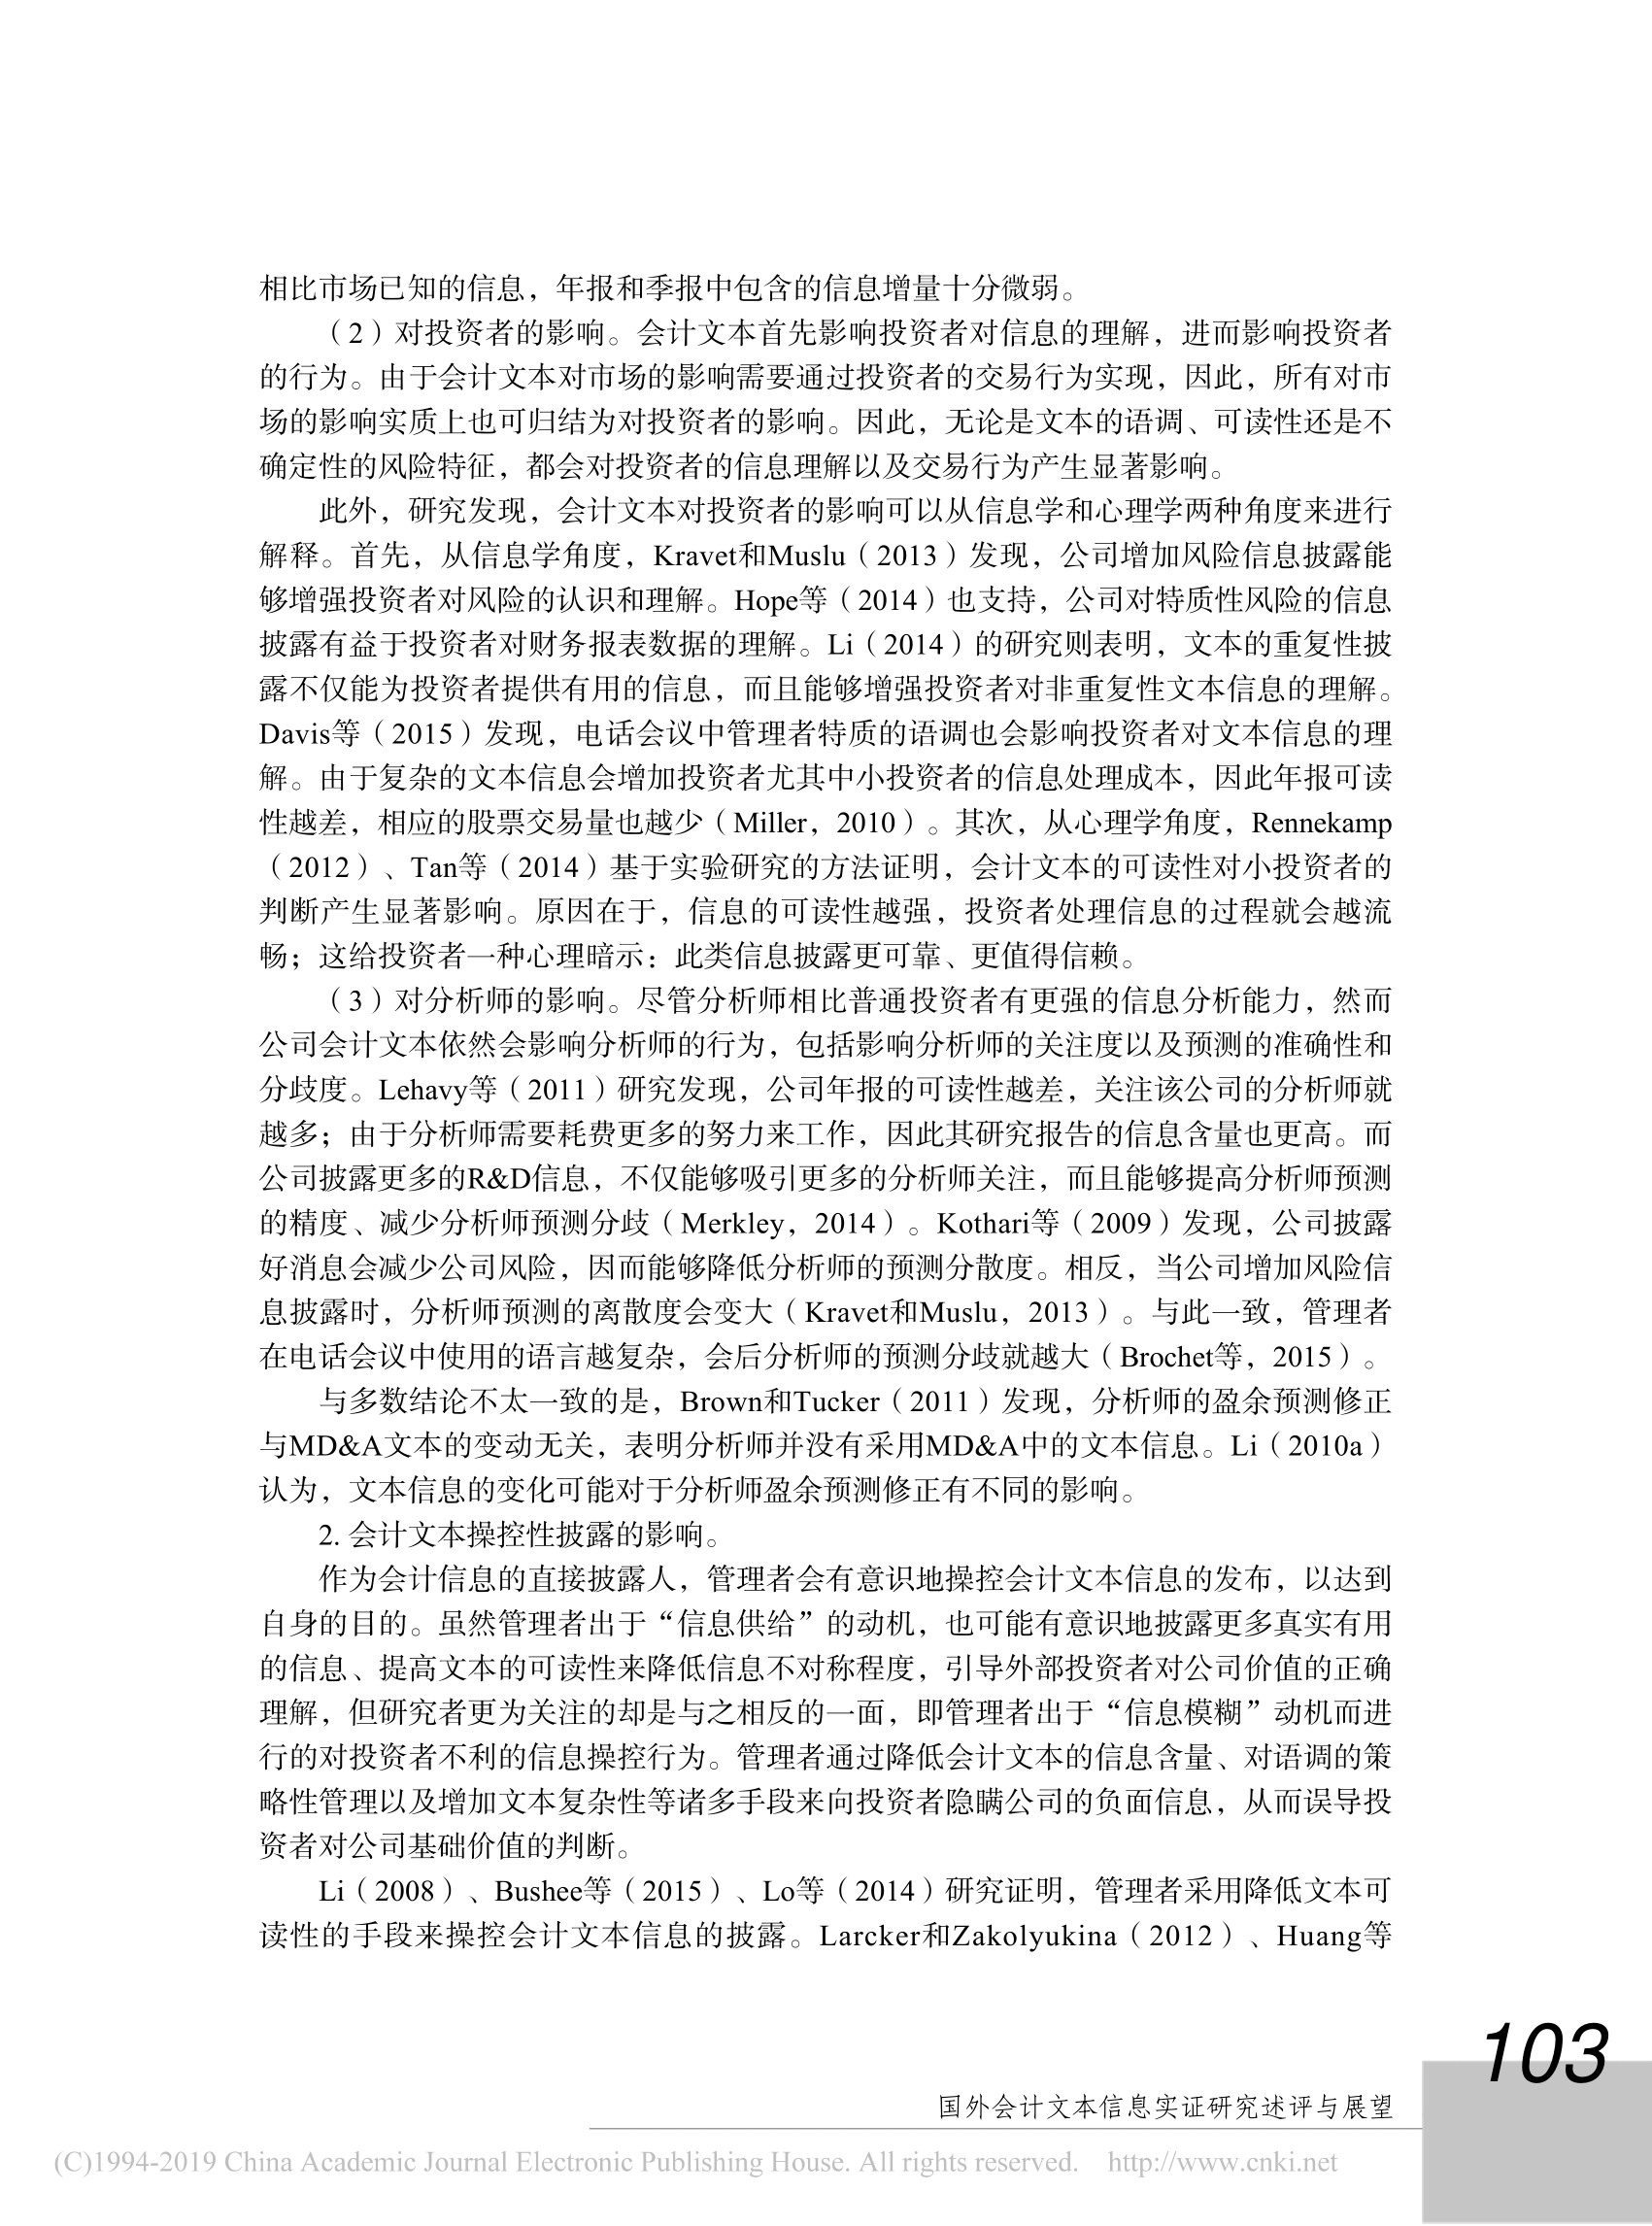 相比市场已知的信息，年报和季报中包含的信息增量十分微弱。
（2）对投资者的影响。会计文本首先影响投资者对信息的理解，进而影响投资者
的行为。由于会计文本对市场的影响需要通过投资者的交易行为实现，因此，所有对市
场的影响实质上也可归结为对投资者的影响。因此，无论是文本的语调、可读性还是不
确定性的风险特征，都会对投资者的信息理解以及交易行为产生显著影响。
此外，研究发现，会计文本对投资者的影响可以从信息学和心理学两种角度来进行
解释。首先，从信息学角度，Kravet和Muslu（2013）发现，公司增加风险信息披露能
够增强投资者对风险的认识和理解。Hope等（2014）也支持，公司对特质性风险的信息
披露有益于投资者对财务报表数据的理解。Li（2014）的研究则表明，文本的重复性披
露不仅能为投资者提供有用的信息，而且能够增强投资者对非重复性文本信息的理解。
Davis等（2015）发现，电话会议中管理者特质的语调也会影响投资者对文本信息的理
解。由于复杂的文本信息会增加投资者尤其中小投资者的信息处理成本，因此年报可读
性越差，相应的股票交易量也越少（Miller，2010）。其次，从心理学角度，Rennekamp
（2012）、Tan等（2014）基于实验研究的方法证明，会计文本的可读性对小投资者的
判断产生显著影响。原因在于，信息的可读性越强，投资者处理信息的过程就会越流
畅；这给投资者一种心理暗示：此类信息披露更可靠、更值得信赖。
（3）对分析师的影响。尽管分析师相比普通投资者有更强的信息分析能力，然而
公司会计文本依然会影响分析师的行为，包括影响分析师的关注度以及预测的准确性和
分歧度。Lehavy等（2011）研究发现，公司年报的可读性越差，关注该公司的分析师就
越多；由于分析师需要耗费更多的努力来工作，因此其研究报告的信息含量也更高。而
公司披露更多的R&D信息，不仅能够吸引更多的分析师关注，而且能够提高分析师预测
的精度、减少分析师预测分歧（Merkley，2014）。Kothari等（2009）发现，公司披露
好消息会减少公司风险，因而能够降低分析师的预测分散度。相反，当公司增加风险信
息披露时，分析师预测的离散度会变大（Kravet和Muslu，2013）。与此一致，管理者
在电话会议中使用的语言越复杂，会后分析师的预测分歧就越大（Brochet等，2015）。
与多数结论不太一致的是，Brown和Tucker（2011）发现，分析师的盈余预测修正
与MD&A文本的变动无关，表明分析师并没有采用MD&A中的文本信息。Li（2010a）
认为，文本信息的变化可能对于分析师盈余预测修正有不同的影响。
2. 会计文本操控性披露的影响。
作为会计信息的直接披露人，管理者会有意识地操控会计文本信息的发布，以达到
自身的目的。虽然管理者出于“信息供给”的动机，也可能有意识地披露更多真实有用
的信息、提高文本的可读性来降低信息不对称程度，引导外部投资者对公司价值的正确
理解，但研究者更为关注的却是与之相反的一面，即管理者出于“信息模糊”动机而进
行的对投资者不利的信息操控行为。管理者通过降低会计文本的信息含量、对语调的策
略性管理以及增加文本复杂性等诸多手段来向投资者隐瞒公司的负面信息，从而误导投
资者对公司基础价值的判断。
Li（2008）、Bushee等（2015）、Lo等（2014）研究证明，管理者采用降低文本可
读性的手段来操控会计文本信息的披露。Larcker和Zakolyukina（2012）、Huang等
103
国外会计文本信息实证研究述评与展望
(C)1994-2019 China Academic Journal Electronic Publishing House. All rights reserved. http://www.cnki.net